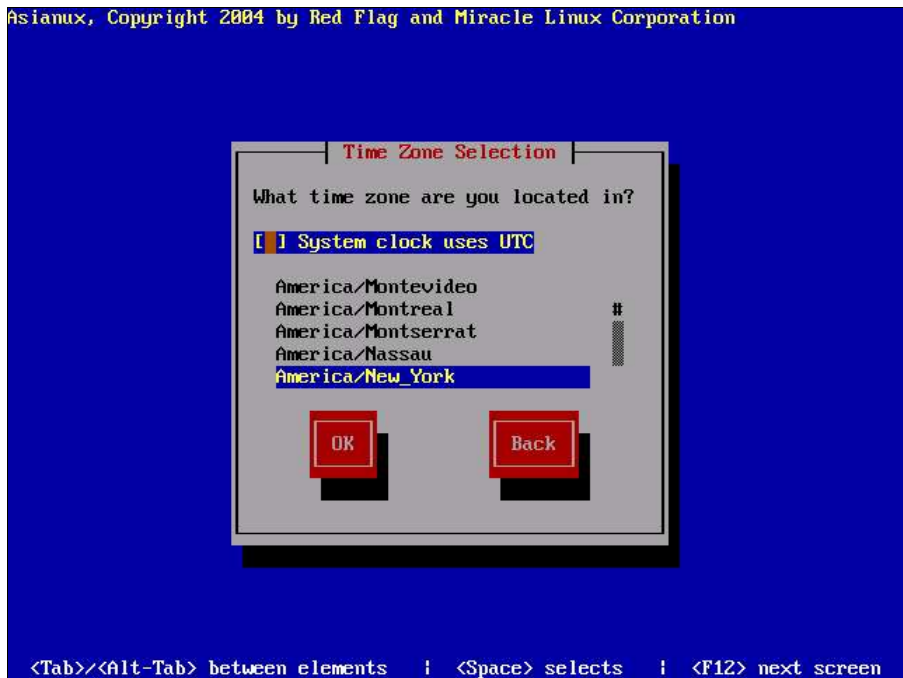 Asianux, Copyright 2004 by Red Flag and Miracle Linux Corporation
Time Zone Selection
What time zone are you located in?
[ ] System clock uses UTC
America/Montevideo
America/Montreal #
America/Montserrat
America/Nassau
America/New_York
OK Back
<Tab>/<Alt-Tab> between elements | <Space> selects | <F12> next screen